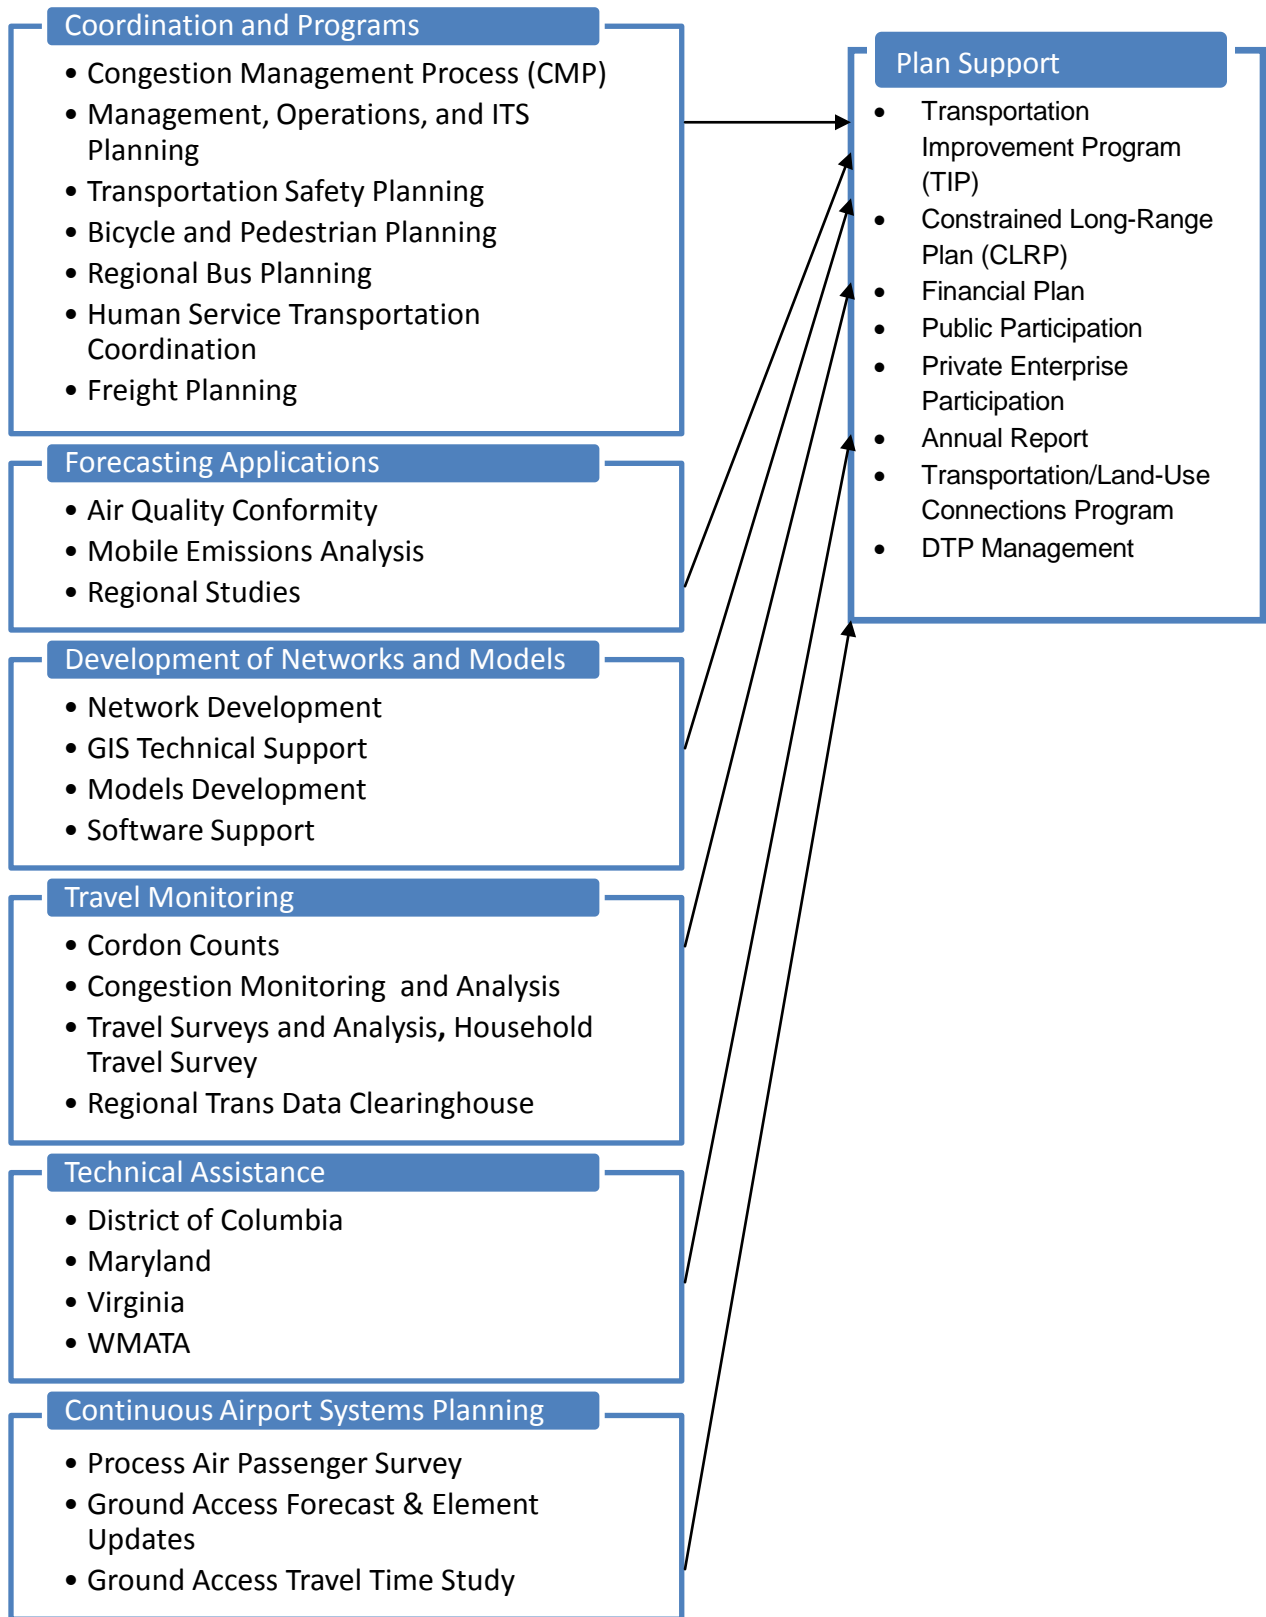 Coordination and Programs
• Congestion Management Process (CMP)
• Management, Operations, and ITS
Planning
• Transportation Safety Planning
• Bicycle and Pedestrian Planning
• Regional Bus Planning
• Human Service Transportation
Coordination
• Freight Planning
Forecasting Applications
• Air Quality Conformity
• Mobile Emissions Analysis
• Regional Studies
Development of Networks and Models
• Network Development
• GIS Technical Support
• Models Development
• Software Support
Travel Monitoring
• Cordon Counts
• Congestion Monitoring and Analysis
• Travel Surveys and Analysis, Household
Travel Survey
• Regional Trans Data Clearinghouse
Technical Assistance
• District of Columbia
• Maryland
• Virginia
• WMATA
Continuous Airport Systems Planning
• Process Air Passenger Survey
• Ground Access Forecast & Element
Updates
• Ground Access Travel Time Study
Plan Support
• Transportation
Improvement Program
(TIP)
• Constrained Long-Range
Plan (CLRP)
• Financial Plan
• Public Participation
• Private Enterprise
Participation
• Annual Report
• Transportation/Land-Use
Connections Program
• DTP Management